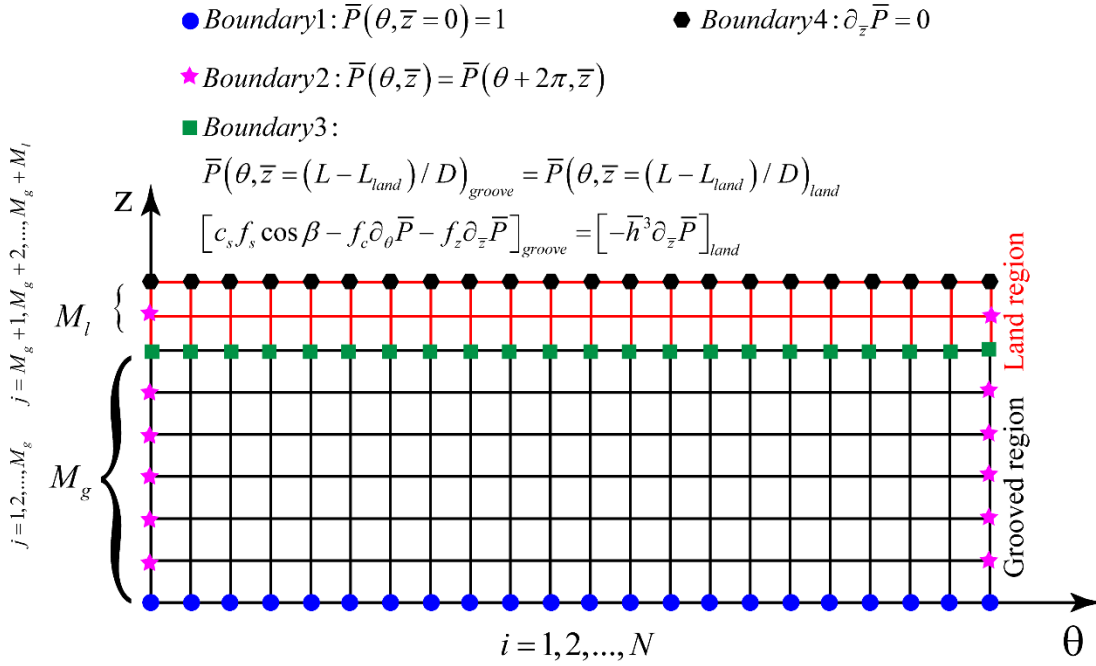 Boundary1: P̅(θ, z̅ = 0) = 1
Boundary4: ∂_z̅ P̅ = 0
Boundary2: P̅(θ, z̅) = P̅(θ + 2π, z̅)
Boundary3:
P̅(θ, z̅ = (L − L_land) / D)_groove = P̅(θ, z̅ = (L − L_land) / D)_land
[c_s f_s cos β − f_c ∂_θ P̅ − f_z ∂_z̅ P̅]_groove = [−h̅³ ∂_z̅ P̅]_land
z
M_l
M_g
j = 1, 2, ..., M_g
j = M_g + 1, M_g + 2, ..., M_g + M_l
Land region
Grooved region
i = 1, 2, ..., N
θ